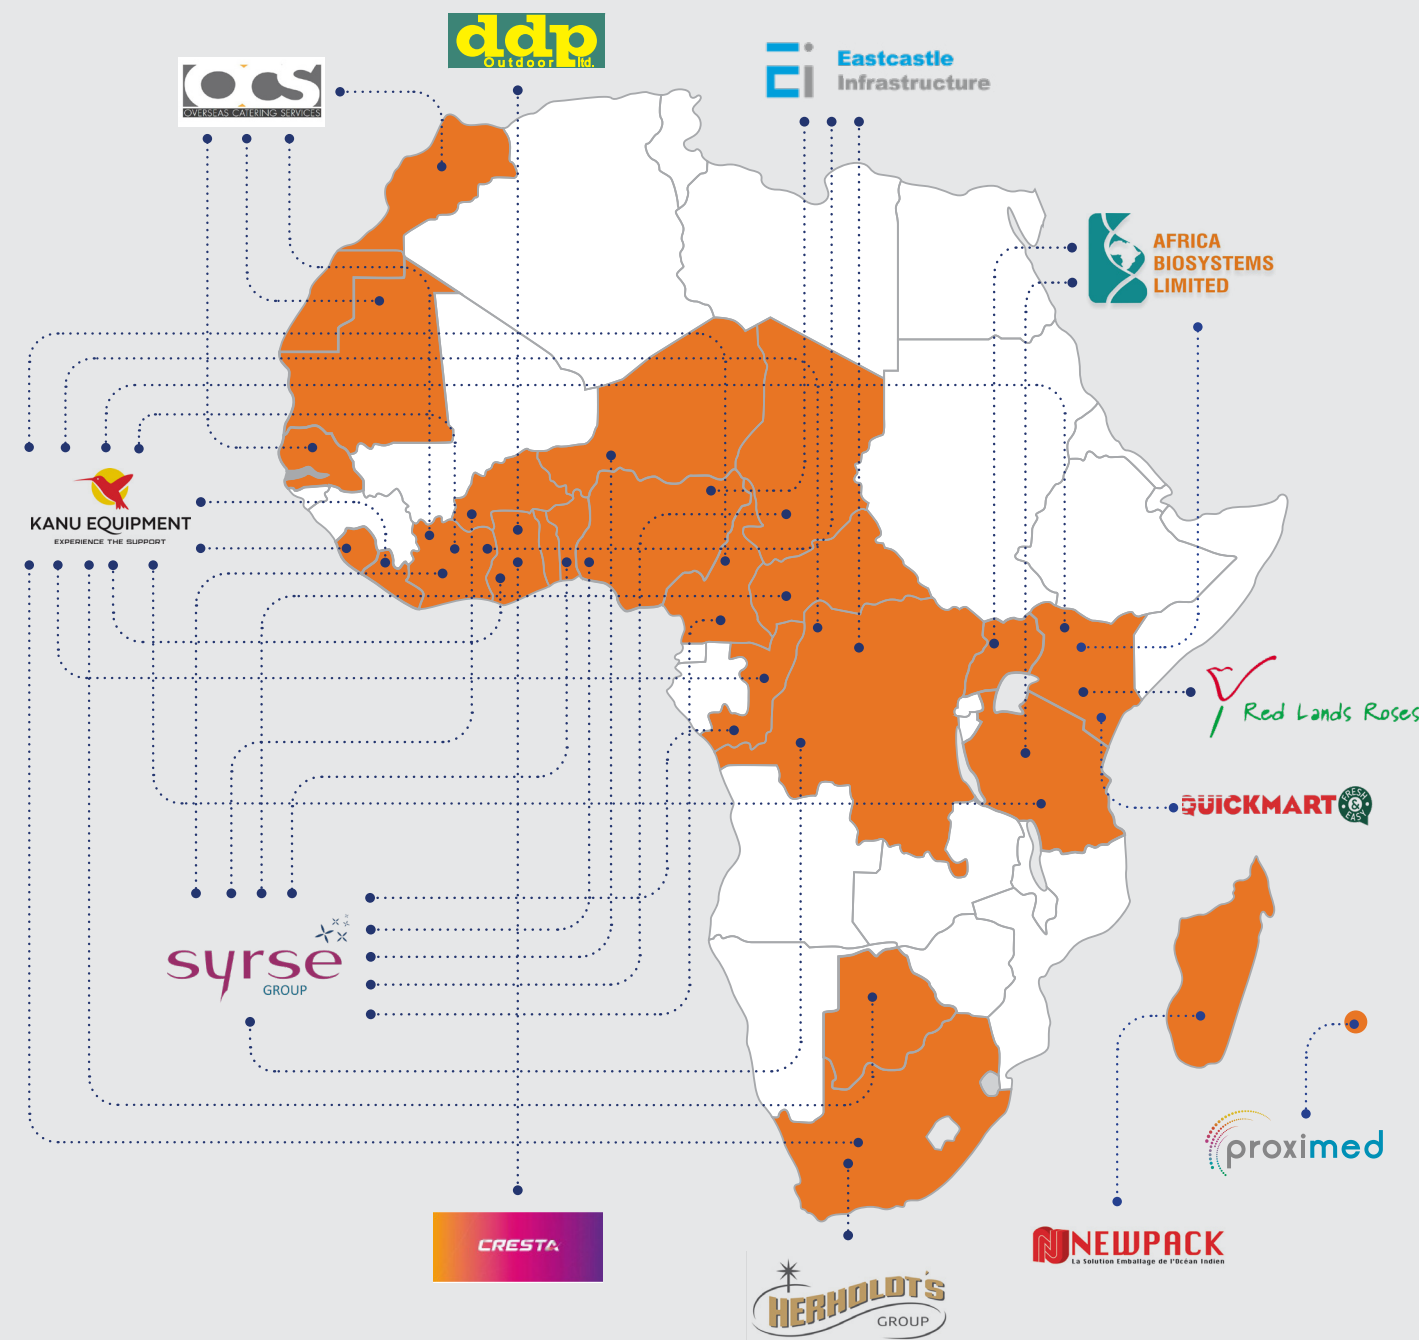 ddp
Outdoor ltd.
OCS
OVERSEAS CATERING SERVICES
Eastcastle
Infrastructure
AFRICA
BIOSYSTEMS
LIMITED
KANU EQUIPMENT
EXPERIENCE THE SUPPORT
Red Lands Roses
QUICKMART
FRESH
&
EASY
syrse
GROUP
proximed
CRESTA
NEWPACK
La Solution Emballage de l'Océan Indien
HERHOLDT'S
GROUP